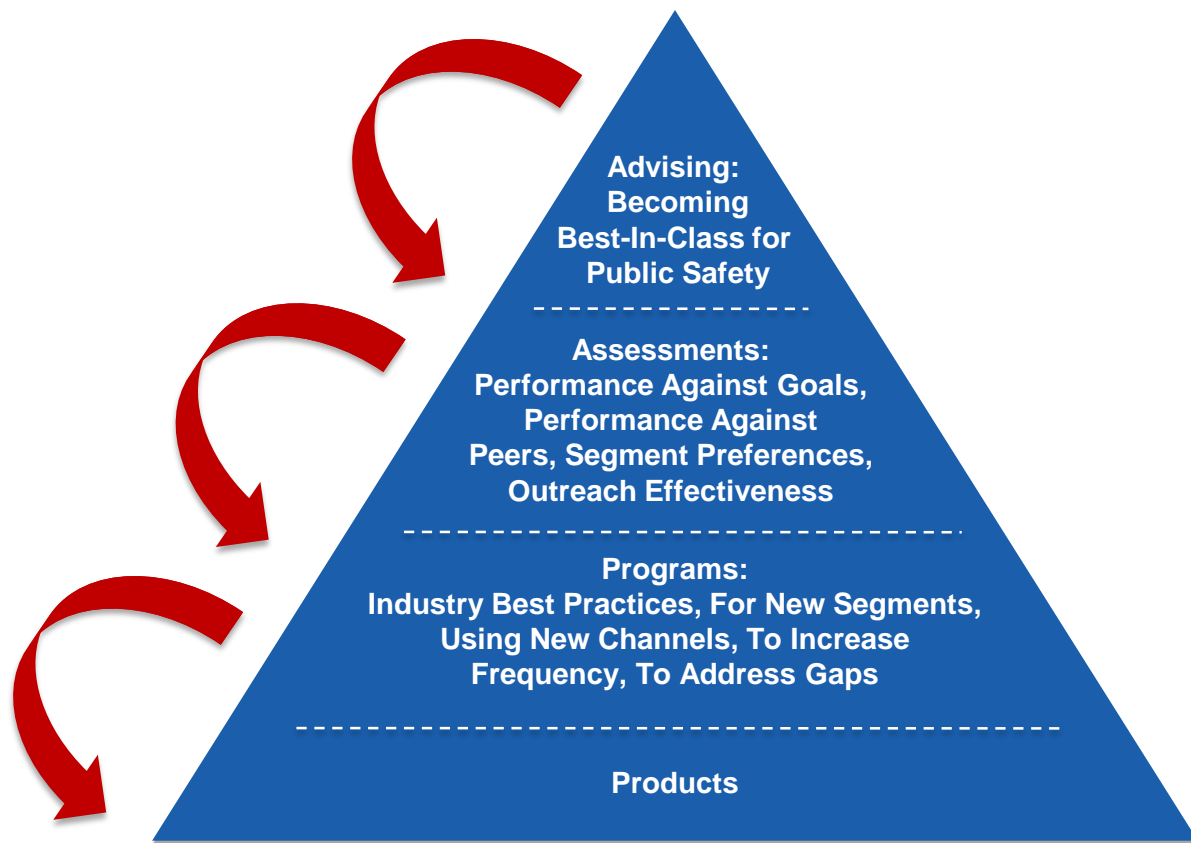 Advising:
Becoming
Best-In-Class for
Public Safety
Assessments:
Performance Against Goals,
Performance Against
Peers, Segment Preferences,
Outreach Effectiveness
Programs:
Industry Best Practices, For New Segments,
Using New Channels, To Increase
Frequency, To Address Gaps
Products